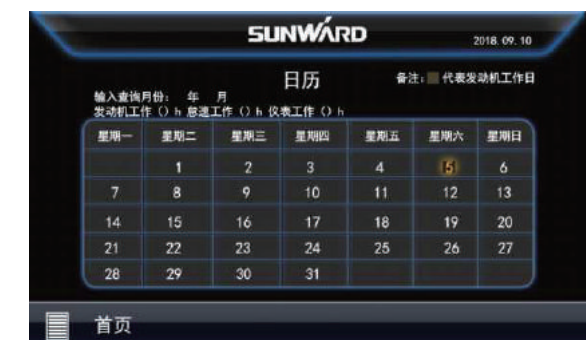 SUNWARD
2018. 09. 10
日历
备注: 代表发动机工作日
输入查询月份: 年 月
发动机工作 () h 怠速工作 () h 仪表工作 () h
星期一 星期二 星期三 星期四 星期五 星期六 星期日
1 2 3 4 5 6
7 8 9 10 11 12 13
14 15 16 17 18 19 20
21 22 23 24 25 26 27
28 29 30 31
首页